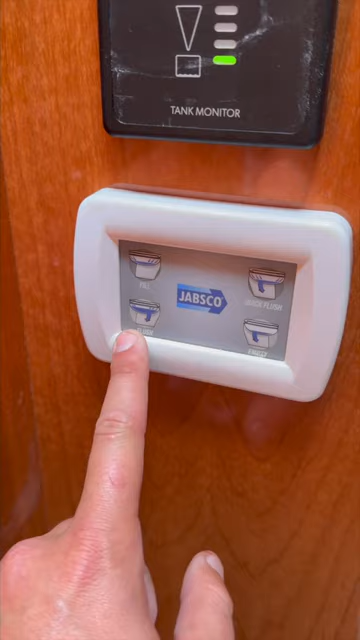 TANK MONITOR
FILL
JABSCO
QUICK FLUSH
FLUSH
EMPTY